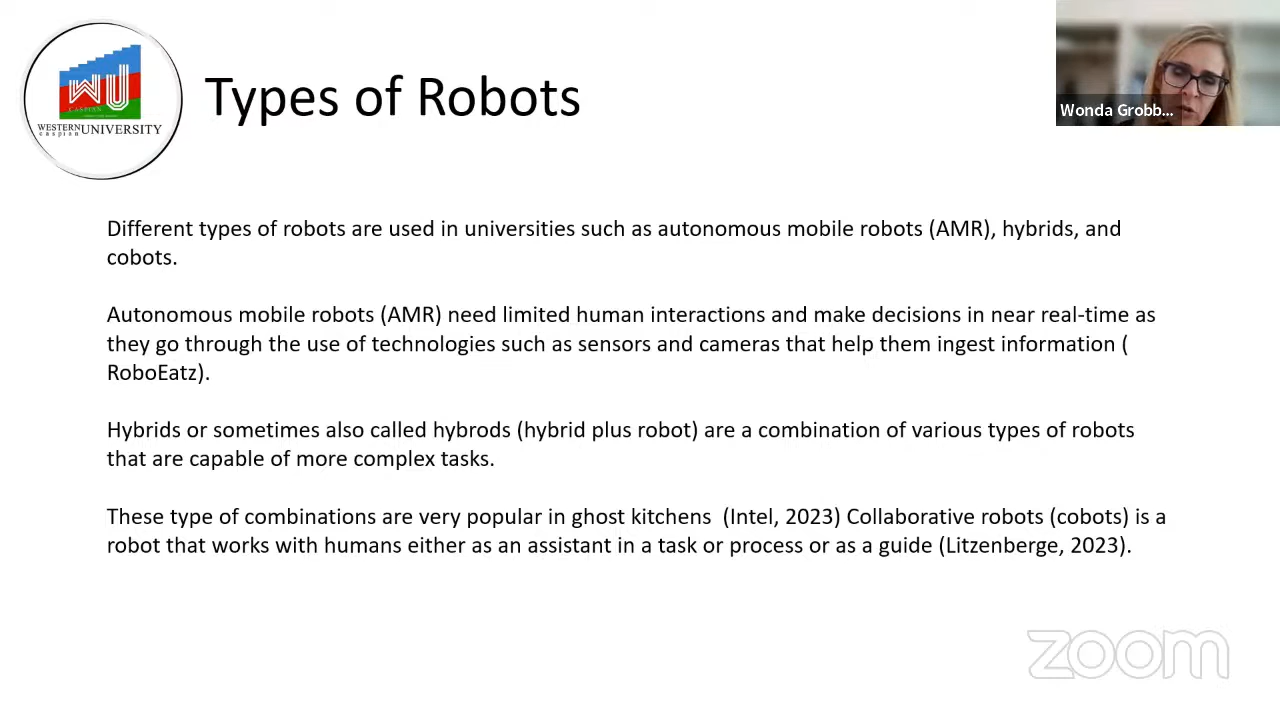 WU
CASPIAN
WESTERN UNIVERSITY
caspian
Types of Robots
Wonda Grobb...
Different types of robots are used in universities such as autonomous mobile robots (AMR), hybrids, and
cobots.
Autonomous mobile robots (AMR) need limited human interactions and make decisions in near real-time as
they go through the use of technologies such as sensors and cameras that help them ingest information (
RoboEatz).
Hybrids or sometimes also called hybrods (hybrid plus robot) are a combination of various types of robots
that are capable of more complex tasks.
These type of combinations are very popular in ghost kitchens  (Intel, 2023) Collaborative robots (cobots) is a
robot that works with humans either as an assistant in a task or process or as a guide (Litzenberge, 2023).
zoom